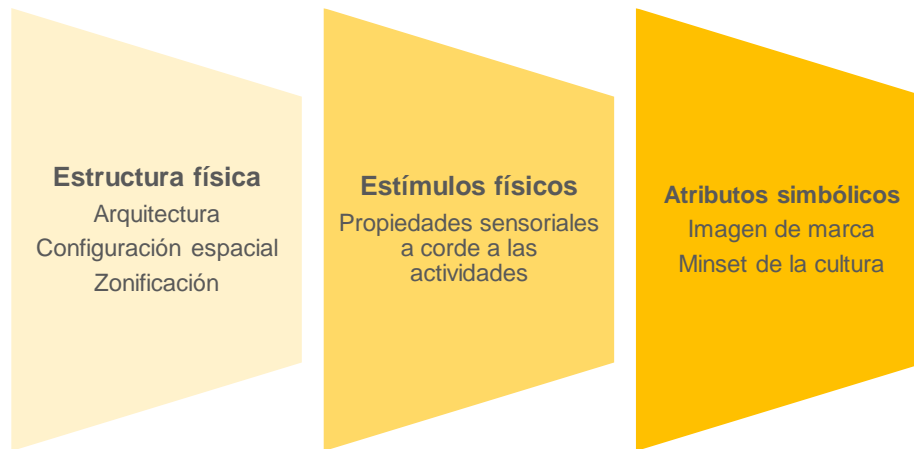 Estructura física
Arquitectura
Configuración espacial
Zonificación
Estímulos físicos
Propiedades sensoriales
a corde a las
actividades
Atributos simbólicos
Imagen de marca
Minset de la cultura